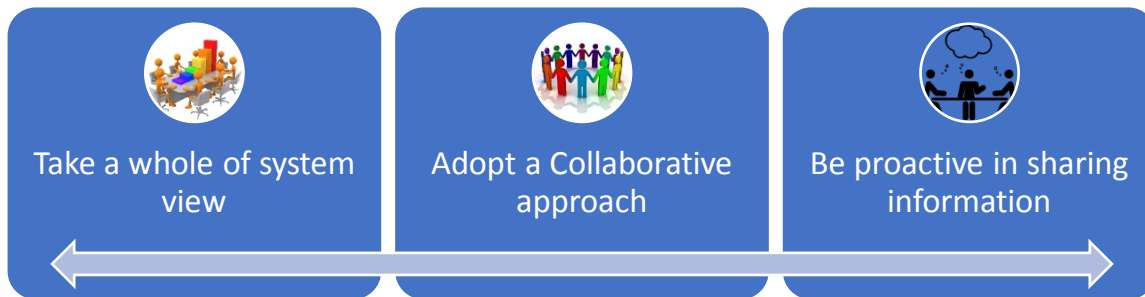 Take a whole of system
view
Adopt a Collaborative
approach
Be proactive in sharing
information